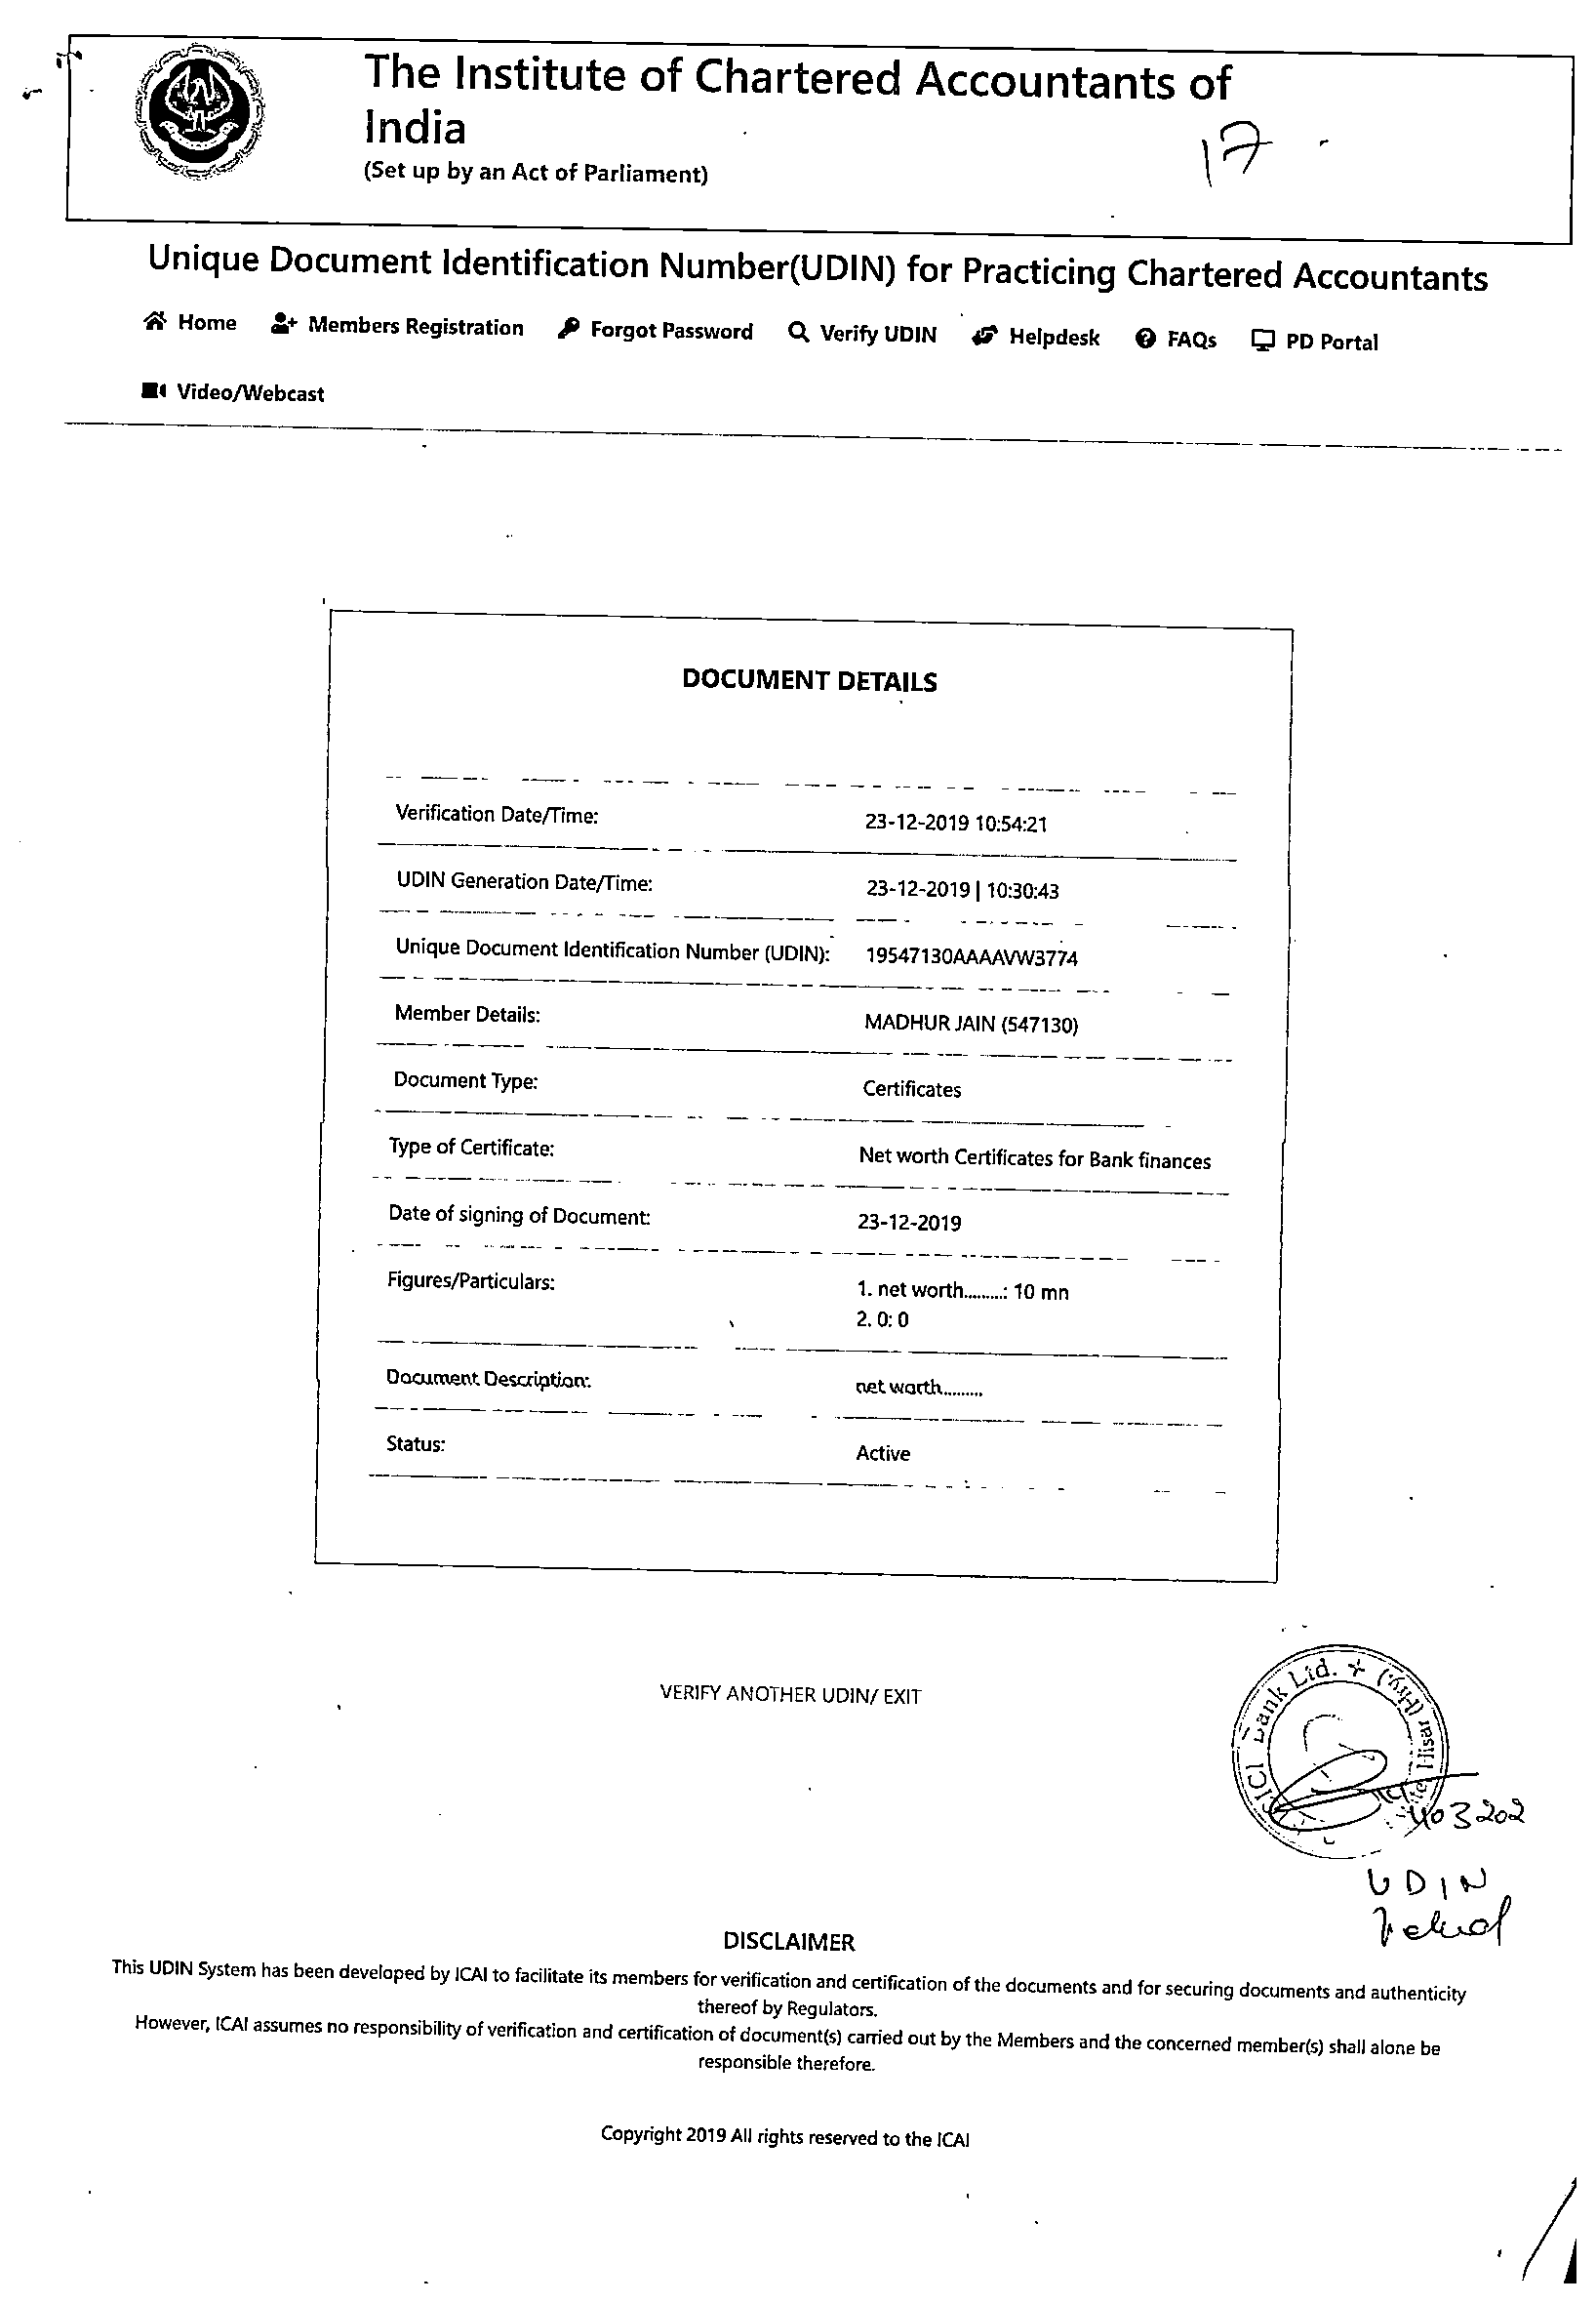 The Institute of Chartered Accountants of
India
(Set up by an Act of Parliament)
17
Unique Document Identification Number(UDIN) for Practicing Chartered Accountants
Home Members Registration Forgot Password Verify UDIN Helpdesk FAQs PD Portal
Video/Webcast
DOCUMENT DETAILS
Verification Date/Time: 23-12-2019 10:54:21
UDIN Generation Date/Time: 23-12-2019 | 10:30:43
Unique Document Identification Number (UDIN): 19547130AAAAVW3774
Member Details: MADHUR JAIN (547130)
Document Type: Certificates
Type of Certificate: Net worth Certificates for Bank finances
Date of signing of Document: 23-12-2019
Figures/Particulars: 1. net worth.........: 10 mn
2. 0: 0
Document Description: net worth.........
Status: Active
VERIFY ANOTHER UDIN/ EXIT
Bank Ltd. Hisar (Hry.)
403202
UDIN
DISCLAIMER
This UDIN System has been developed by ICAI to facilitate its members for verification and certification of the documents and for securing documents and authenticity
thereof by Regulators.
However, ICAI assumes no responsibility of verification and certification of document(s) carried out by the Members and the concerned member(s) shall alone be
responsible therefore.
Copyright 2019 All rights reserved to the ICAI